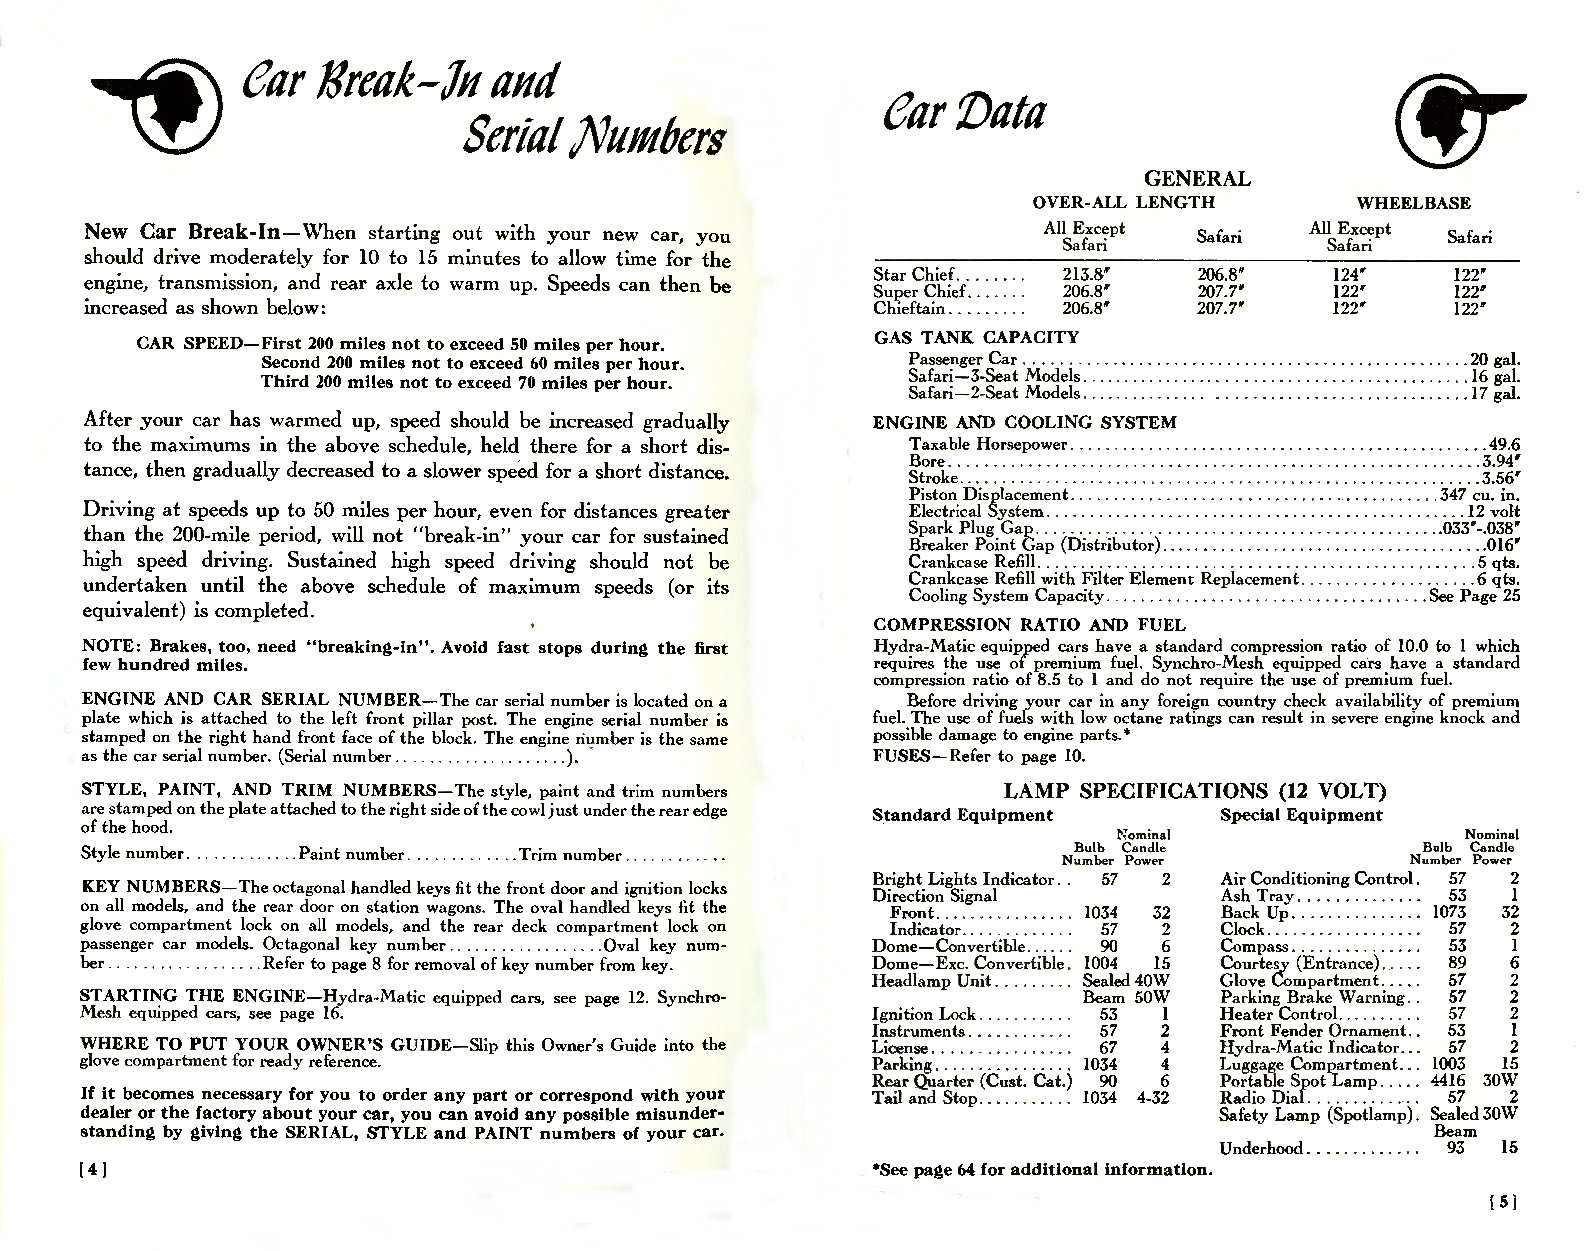 Car Break-In and
Serial Numbers
New Car Break-In—When starting out with your new car, you
should drive moderately for 10 to 15 minutes to allow time for the
engine, transmission, and rear axle to warm up. Speeds can then be
increased as shown below:
CAR SPEED—First 200 miles not to exceed 50 miles per hour.
Second 200 miles not to exceed 60 miles per hour.
Third 200 miles not to exceed 70 miles per hour.
After your car has warmed up, speed should be increased gradually
to the maximums in the above schedule, held there for a short dis-
tance, then gradually decreased to a slower speed for a short distance.
Driving at speeds up to 50 miles per hour, even for distances greater
than the 200-mile period, will not "break-in" your car for sustained
high speed driving. Sustained high speed driving should not be
undertaken until the above schedule of maximum speeds (or its
equivalent) is completed.
NOTE: Brakes, too, need "breaking-in". Avoid fast stops during the first
few hundred miles.
ENGINE AND CAR SERIAL NUMBER—The car serial number is located on a
plate which is attached to the left front pillar post. The engine serial number is
stamped on the right hand front face of the block. The engine number is the same
as the car serial number. (Serial number....................).
STYLE, PAINT, AND TRIM NUMBERS—The style, paint and trim numbers
are stamped on the plate attached to the right side of the cowl just under the rear edge
of the hood.
Style number.............Paint number.............Trim number............
KEY NUMBERS—The octagonal handled keys fit the front door and ignition locks
on all models, and the rear door on station wagons. The oval handled keys fit the
glove compartment lock on all models, and the rear deck compartment lock on
passenger car models. Octagonal key number..................Oval key num-
ber..................Refer to page 8 for removal of key number from key.
STARTING THE ENGINE—Hydra-Matic equipped cars, see page 12. Synchro-
Mesh equipped cars, see page 16.
WHERE TO PUT YOUR OWNER'S GUIDE—Slip this Owner's Guide into the
glove compartment for ready reference.
If it becomes necessary for you to order any part or correspond with your
dealer or the factory about your car, you can avoid any possible misunder-
standing by giving the SERIAL, STYLE and PAINT numbers of your car.
[4]
Car Data
GENERAL
OVER-ALL LENGTH WHEELBASE
All Except Safari Safari All Except Safari Safari
Star Chief........ 213.8" 206.8" 124" 122"
Super Chief....... 206.8" 207.7" 122" 122"
Chieftain......... 206.8" 207.7" 122" 122"
GAS TANK CAPACITY
Passenger Car................................................20 gal.
Safari—3-Seat Models..........................................16 gal.
Safari—2-Seat Models..........................................17 gal.
ENGINE AND COOLING SYSTEM
Taxable Horsepower..............................................49.6
Bore..........................................................3.94"
Stroke........................................................3.56"
Piston Displacement........................................347 cu. in.
Electrical System..............................................12 volt
Spark Plug Gap.............................................033"-.038"
Breaker Point Gap (Distributor)....................................016"
Crankcase Refill................................................5 qts.
Crankcase Refill with Filter Element Replacement...................6 qts.
Cooling System Capacity...................................See Page 25
COMPRESSION RATIO AND FUEL
Hydra-Matic equipped cars have a standard compression ratio of 10.0 to 1 which
requires the use of premium fuel. Synchro-Mesh equipped cars have a standard
compression ratio of 8.5 to 1 and do not require the use of premium fuel.
Before driving your car in any foreign country check availability of premium
fuel. The use of fuels with low octane ratings can result in severe engine knock and
possible damage to engine parts.*
FUSES—Refer to page 10.
LAMP SPECIFICATIONS (12 VOLT)
Standard Equipment
Nominal
Bulb Candle
Number Power
Bright Lights Indicator.. 57 2
Direction Signal
Front................ 1034 32
Indicator............. 57 2
Dome—Convertible...... 90 6
Dome—Exc. Convertible. 1004 15
Headlamp Unit......... Sealed 40W
Beam 50W
Ignition Lock........... 53 1
Instruments............ 57 2
License................ 67 4
Parking................ 1034 4
Rear Quarter (Cust. Cat.) 90 6
Tail and Stop........... 1034 4-32
Special Equipment
Nominal
Bulb Candle
Number Power
Air Conditioning Control. 57 2
Ash Tray.............. 53 1
Back Up............... 1073 32
Clock.................. 57 2
Compass............... 53 1
Courtesy (Entrance)..... 89 6
Glove Compartment..... 57 2
Parking Brake Warning.. 57 2
Heater Control.......... 57 2
Front Fender Ornament.. 53 1
Hydra-Matic Indicator... 57 2
Luggage Compartment... 1003 15
Portable Spot Lamp..... 4416 30W
Radio Dial............. 57 2
Safety Lamp (Spotlamp). Sealed 30W
Beam
Underhood............. 93 15
*See page 64 for additional information.
[5]